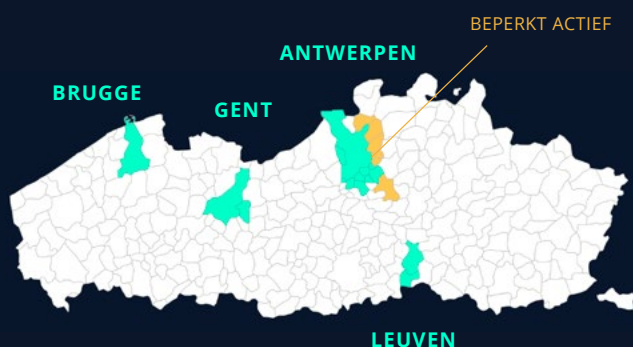 BEPERKT ACTIEF
ANTWERPEN
BRUGGE
GENT
LEUVEN